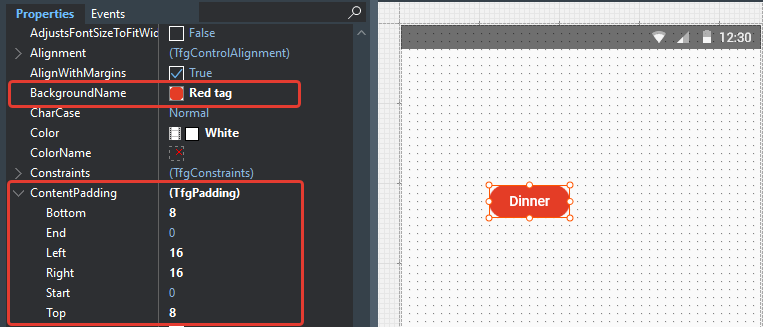 Properties Events
AdjustsFontSizeToFitWid False
Alignment (TfgControlAlignment)
AlignWithMargins True
BackgroundName Red tag
CharCase Normal
Color White
ColorName
Constraints (TfgConstraints)
ContentPadding (TfgPadding)
Bottom 8
End 0
Left 16
Right 16
Start 0
Top 8
12:30
Dinner